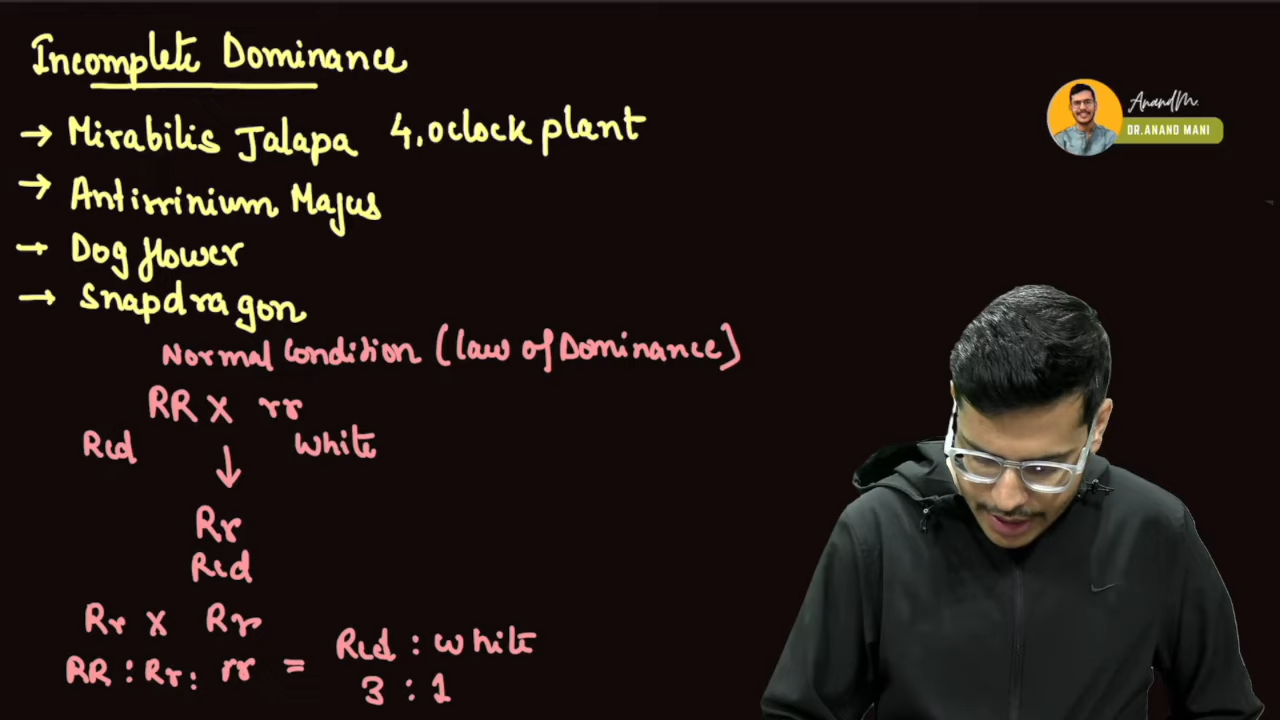 Incomplete Dominance
→ Mirabilis Jalapa 4.oclock plant
→ Antirrinium Majus
→ Dog flower
→ Snapdragon
Normal Condition (law of Dominance)
RR X rr
Red White
↓
Rr
Red
Rr X Rr
RR : Rr : rr = Red : white
3 : 1
AnandM.
DR.ANAND MANI